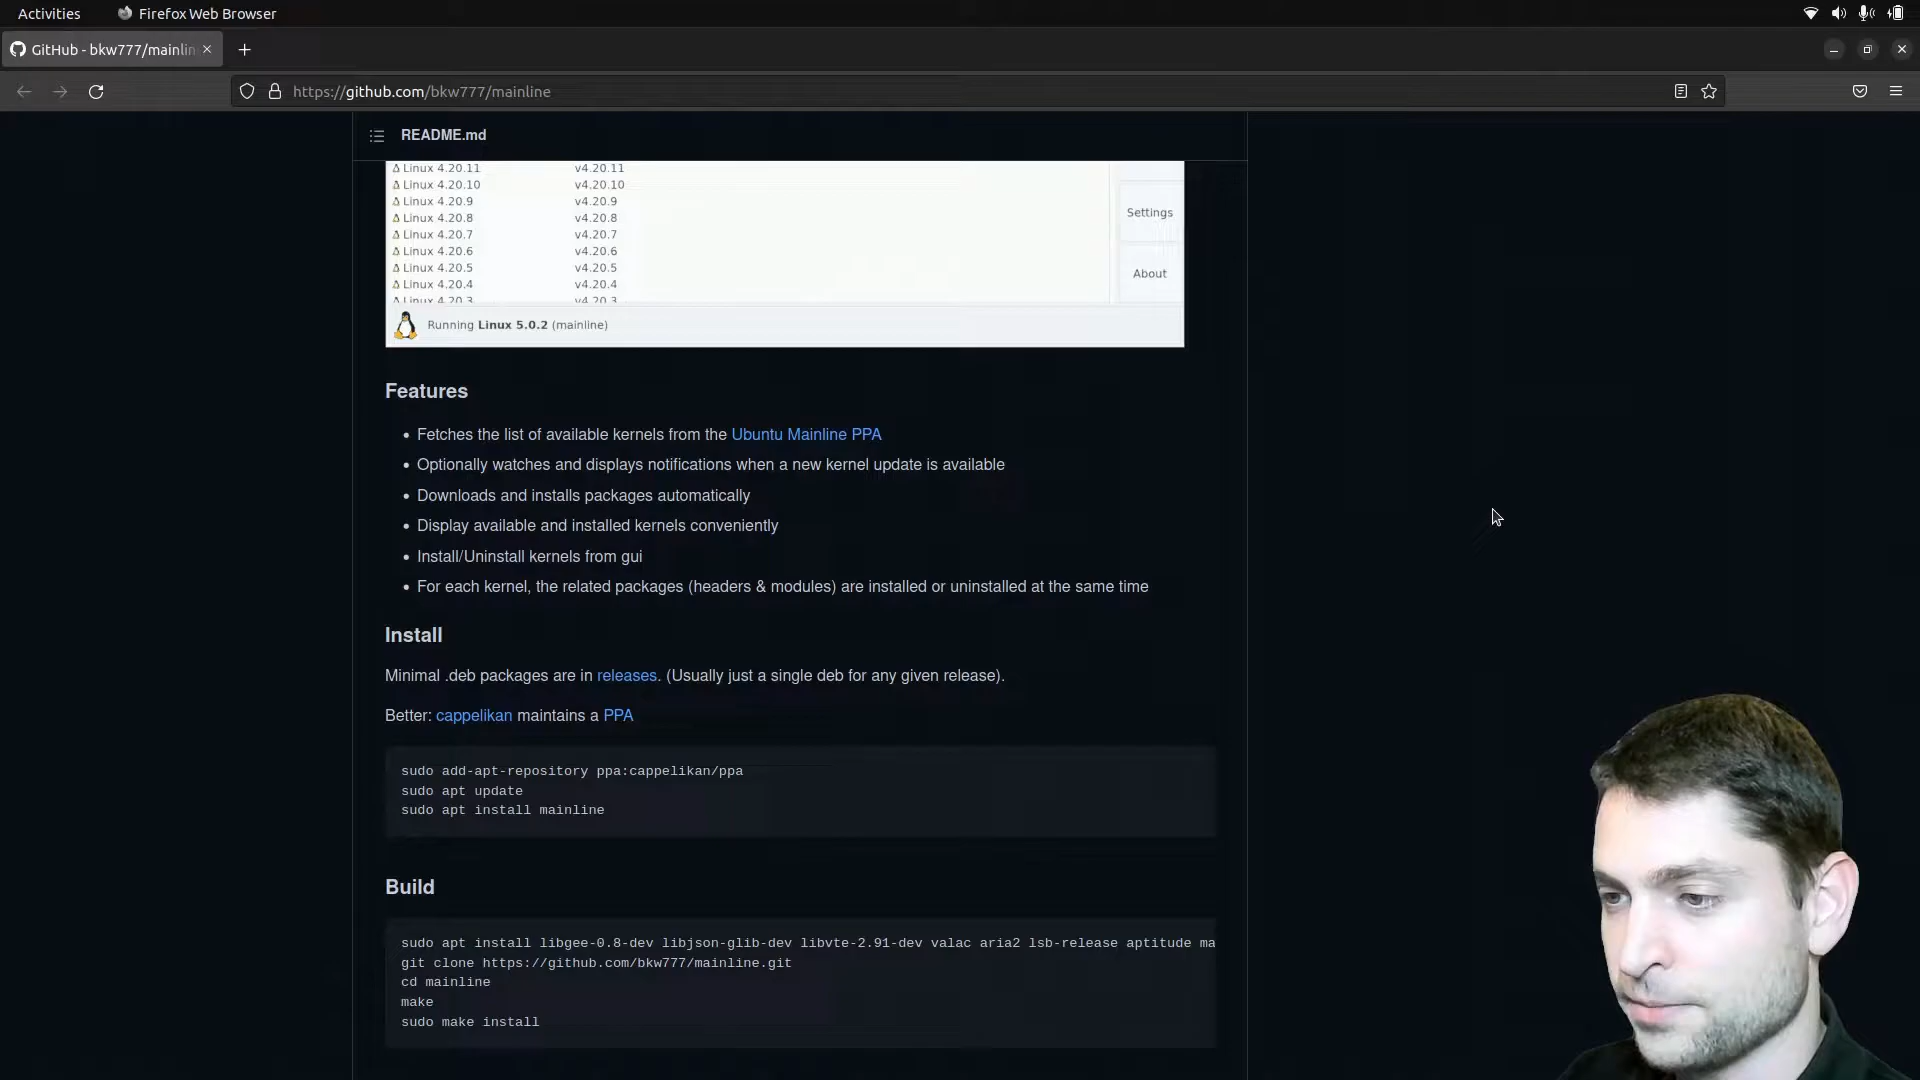 Activities
Firefox Web Browser
GitHub - bkw777/mainlin
https://github.com/bkw777/mainline
README.md
Linux 4.20.11 v4.20.11
Linux 4.20.10 v4.20.10
Linux 4.20.9 v4.20.9
Linux 4.20.8 v4.20.8
Linux 4.20.7 v4.20.7
Linux 4.20.6 v4.20.6
Linux 4.20.5 v4.20.5
Linux 4.20.4 v4.20.4
Linux 4.20.3 v4.20.3
Settings
About
Running Linux 5.0.2 (mainline)
Features
• Fetches the list of available kernels from the Ubuntu Mainline PPA
• Optionally watches and displays notifications when a new kernel update is available
• Downloads and installs packages automatically
• Display available and installed kernels conveniently
• Install/Uninstall kernels from gui
• For each kernel, the related packages (headers & modules) are installed or uninstalled at the same time
Install
Minimal .deb packages are in releases. (Usually just a single deb for any given release).
Better: cappelikan maintains a PPA
sudo add-apt-repository ppa:cappelikan/ppa
sudo apt update
sudo apt install mainline
Build
sudo apt install libgee-0.8-dev libjson-glib-dev libvte-2.91-dev valac aria2 lsb-release aptitude ma
git clone https://github.com/bkw777/mainline.git
cd mainline
make
sudo make install